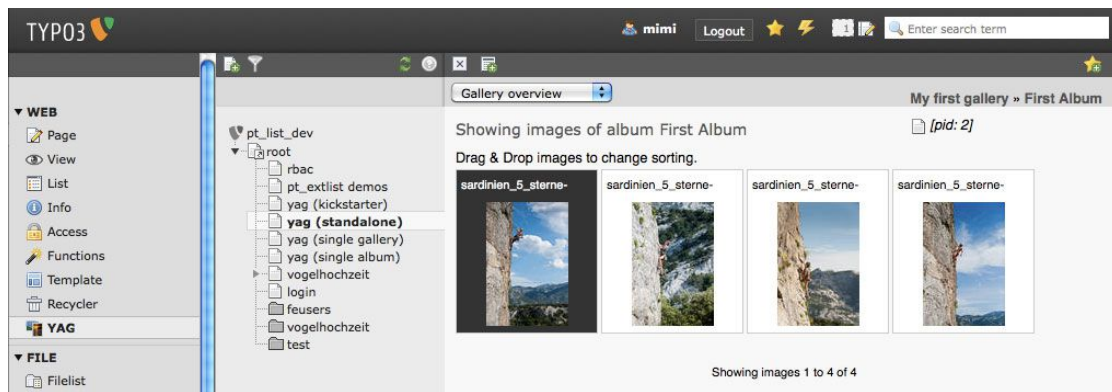 TYPO3
mimi
Logout
1
Enter search term
Gallery overview
My first gallery » First Album
[pid: 2]
WEB
Page
View
List
Info
Access
Functions
Template
Recycler
YAG
FILE
Filelist
pt_list_dev
root
rbac
pt_extlist demos
yag (kickstarter)
yag (standalone)
yag (single gallery)
yag (single album)
vogelhochzeit
login
feusers
vogelhochzeit
test
Showing images of album First Album
Drag & Drop images to change sorting.
sardinien_5_sterne-
sardinien_5_sterne-
sardinien_5_sterne-
sardinien_5_sterne-
Showing images 1 to 4 of 4